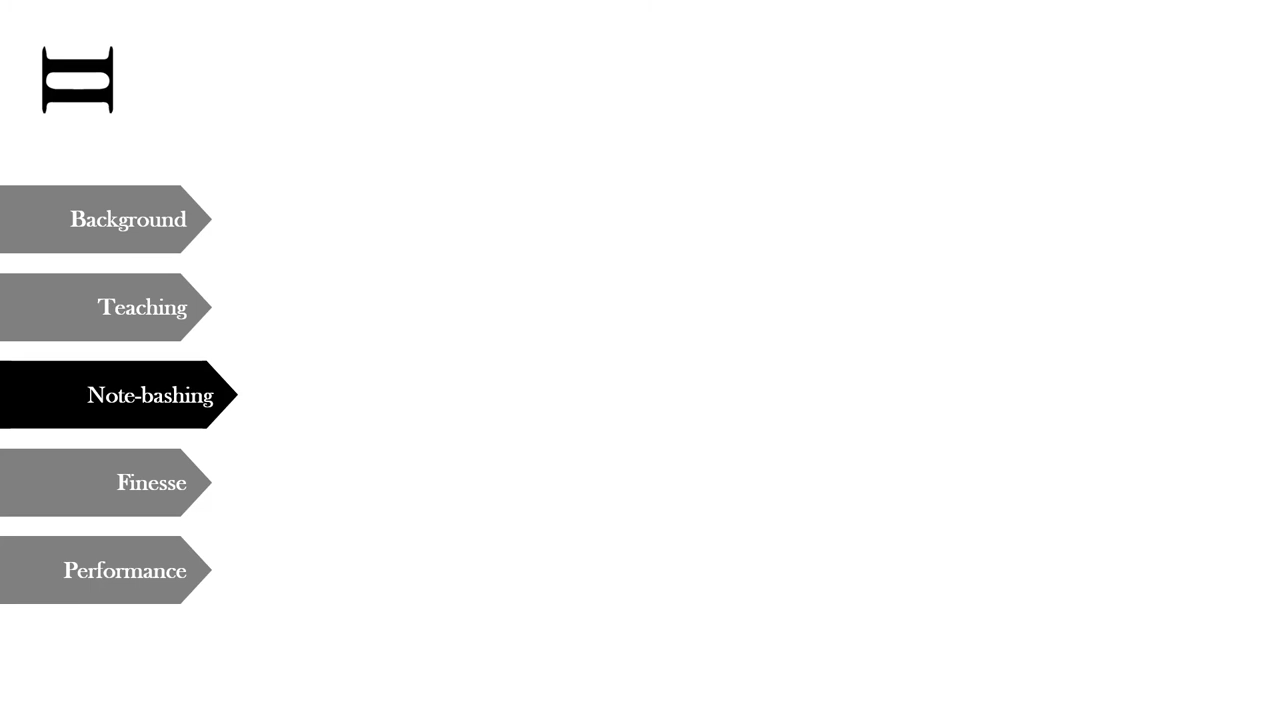 Background
Teaching
Note-bashing
Finesse
Performance